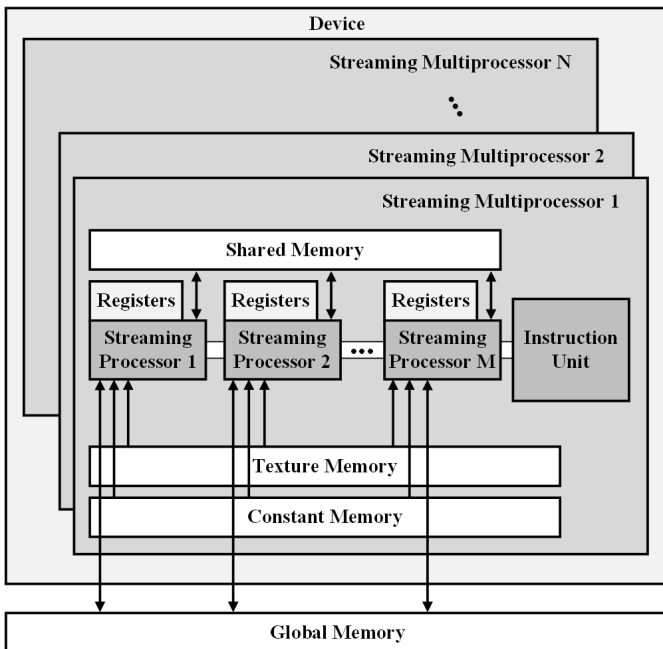 Device
Streaming Multiprocessor N
Streaming Multiprocessor 2
Streaming Multiprocessor 1
Shared Memory
Registers
Registers
Registers
Streaming
Processor 1
Streaming
Processor 2
Streaming
Processor M
Instruction
Unit
Texture Memory
Constant Memory
Global Memory